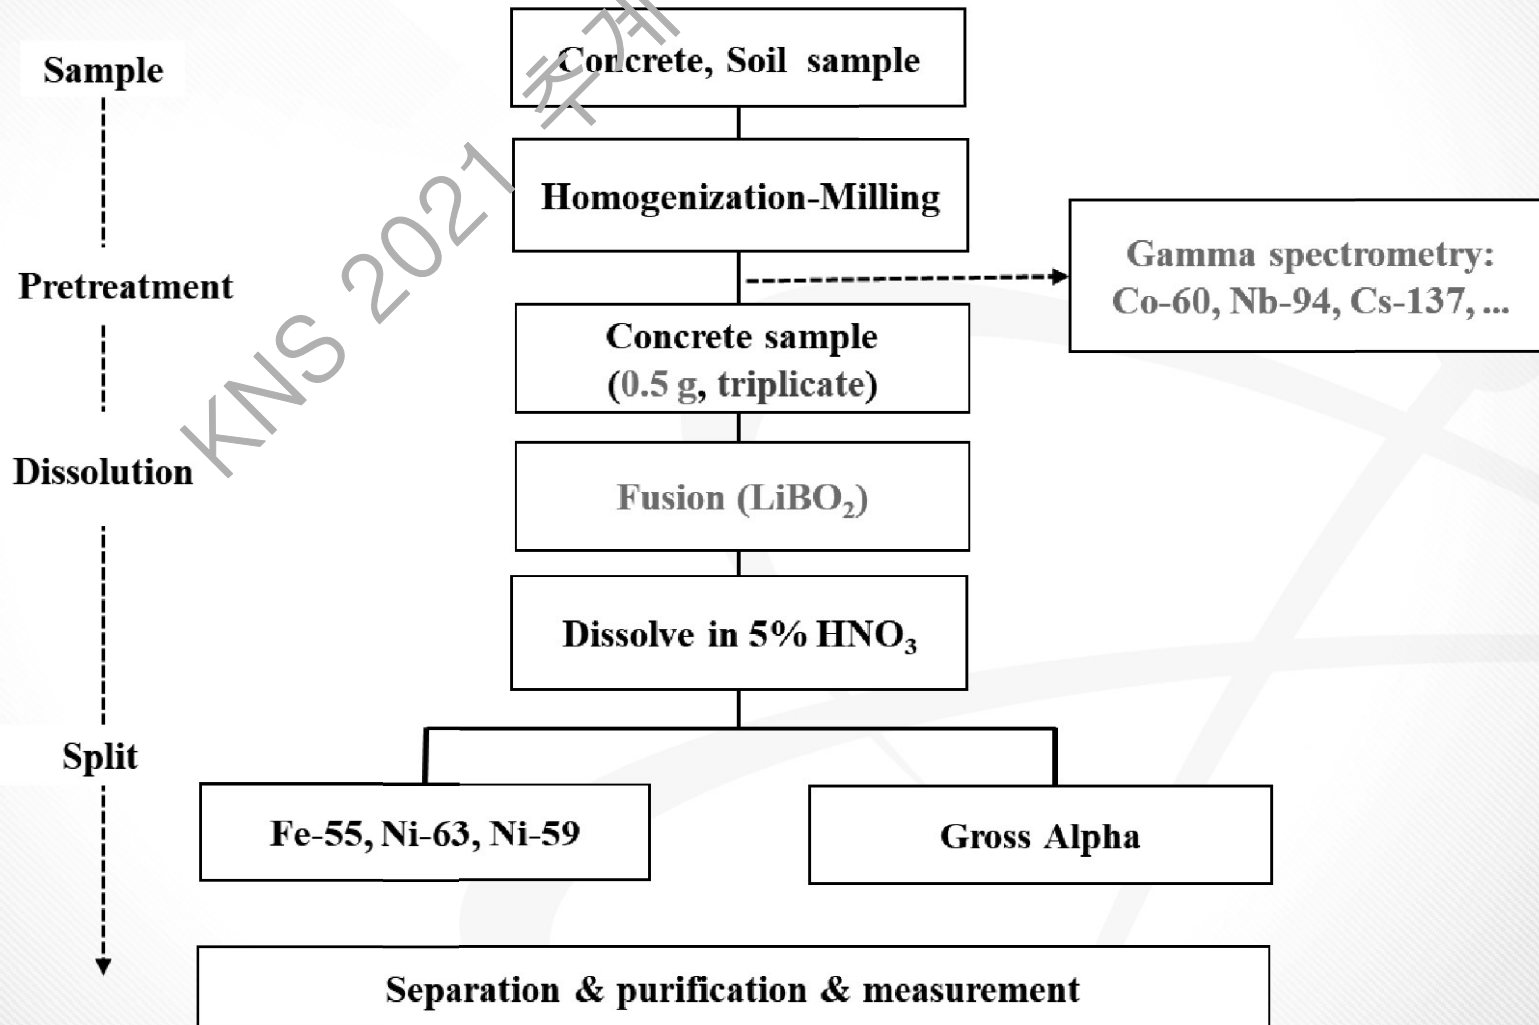 Sample
Concrete, Soil sample
Homogenization-Milling
Gamma spectrometry:
Co-60, Nb-94, Cs-137, ...
Pretreatment
Concrete sample
(0.5 g, triplicate)
Dissolution
Fusion (LiBO₂)
Dissolve in 5% HNO₃
Split
Fe-55, Ni-63, Ni-59
Gross Alpha
Separation & purification & measurement
KNS 2021 추계